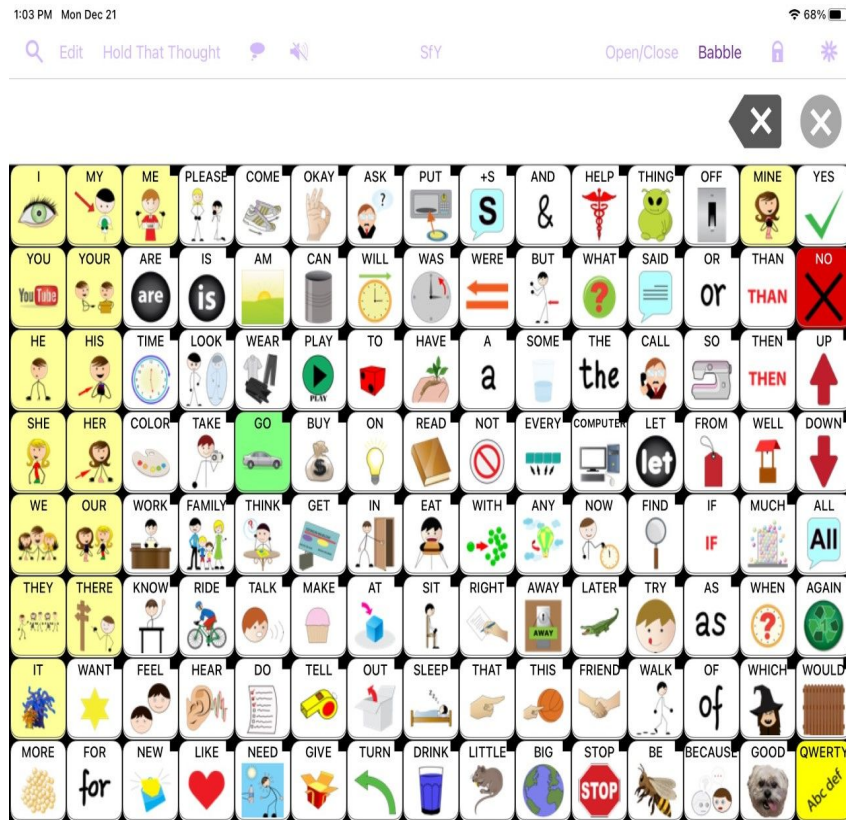 1:03 PM Mon Dec 21 68%
Edit Hold That Thought SfY Open/Close Babble
I MY ME PLEASE COME OKAY ASK PUT +S AND HELP THING OFF MINE YES
? S &
YOU YOUR ARE IS AM CAN WILL WAS WERE BUT WHAT SAID OR THAN NO
You Tube are is ? or THAN
HE HIS TIME LOOK WEAR PLAY TO HAVE A SOME THE CALL SO THEN UP
PLAY a the THEN
SHE HER COLOR TAKE GO BUY ON READ NOT EVERY COMPUTER LET FROM WELL DOWN
$ let
WE OUR WORK FAMILY THINK GET IN EAT WITH ANY NOW FIND IF MUCH ALL
? IF All
THEY THERE KNOW RIDE TALK MAKE AT SIT RIGHT AWAY LATER TRY AS WHEN AGAIN
AWAY as ?
IT WANT FEEL HEAR DO TELL OUT SLEEP THAT THIS FRIEND WALK OF WHICH WOULD
of
MORE FOR NEW LIKE NEED GIVE TURN DRINK LITTLE BIG STOP BE BECAUSE GOOD QWERTY
for STOP Abc def